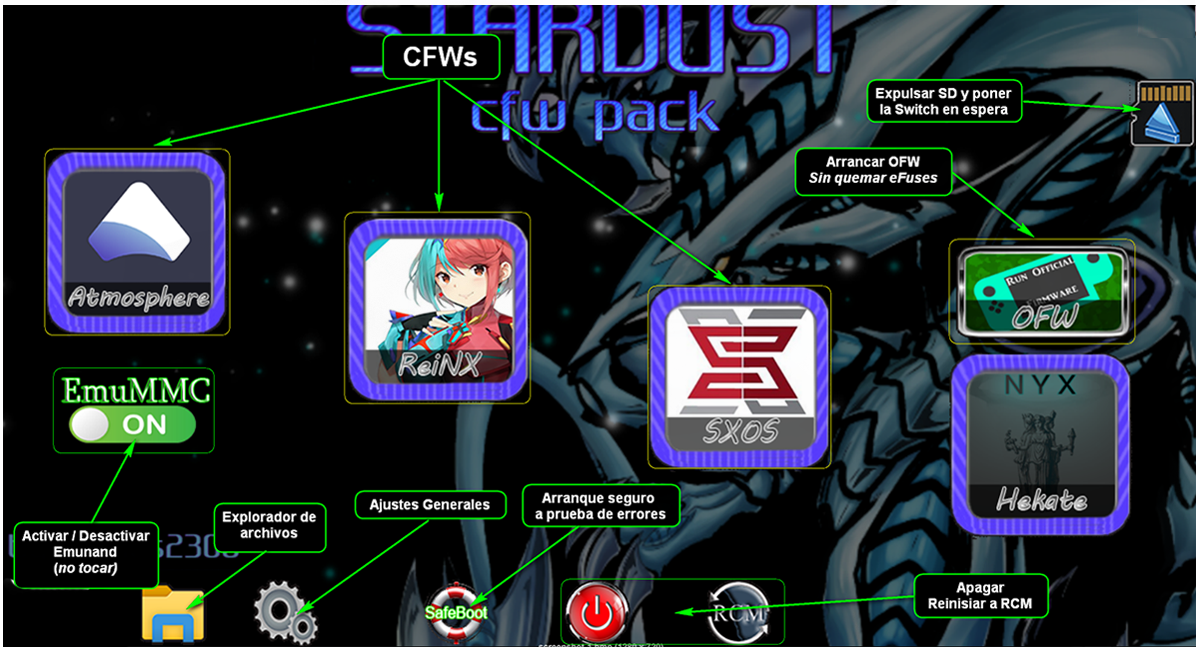 STARDUST
CFWs
cfw pack
Expulsar SD y poner
la Switch en espera
Arrancar OFW
Sin quemar eFuses
Atmosphere
ReiNX
SXOS
RUN OFFICIAL
FIRMWARE
OFW
NYX
Hekate
EmuMMC
ON
Activar / Desactivar
Emunand
(no tocar)
Explorador de
archivos
Ajustes Generales
Arranque seguro
a prueba de errores
SafeBoot
RCM
Apagar
Reinisiar a RCM